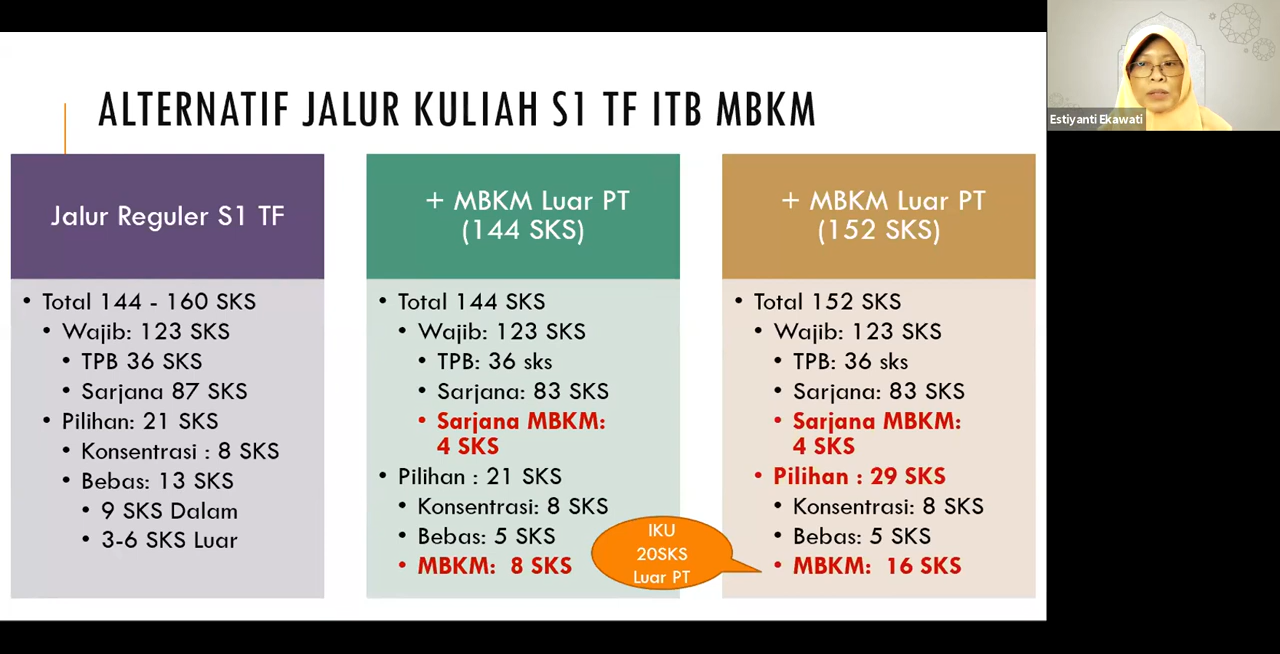 ALTERNATIF JALUR KULIAH S1 TF ITB MBKM
Estiyanti Ekawati
Jalur Reguler S1 TF
• Total 144 - 160 SKS
• Wajib: 123 SKS
• TPB 36 SKS
• Sarjana 87 SKS
• Pilihan: 21 SKS
• Konsentrasi : 8 SKS
• Bebas: 13 SKS
• 9 SKS Dalam
• 3-6 SKS Luar
+ MBKM Luar PT
(144 SKS)
• Total 144 SKS
• Wajib: 123 SKS
• TPB: 36 sks
• Sarjana: 83 SKS
• Sarjana MBKM:
4 SKS
• Pilihan : 21 SKS
• Konsentrasi: 8 SKS
• Bebas: 5 SKS
• MBKM: 8 SKS
IKU
20SKS
Luar PT
+ MBKM Luar PT
(152 SKS)
• Total 152 SKS
• Wajib: 123 SKS
• TPB: 36 sks
• Sarjana: 83 SKS
• Sarjana MBKM:
4 SKS
• Pilihan : 29 SKS
• Konsentrasi: 8 SKS
• Bebas: 5 SKS
• MBKM: 16 SKS